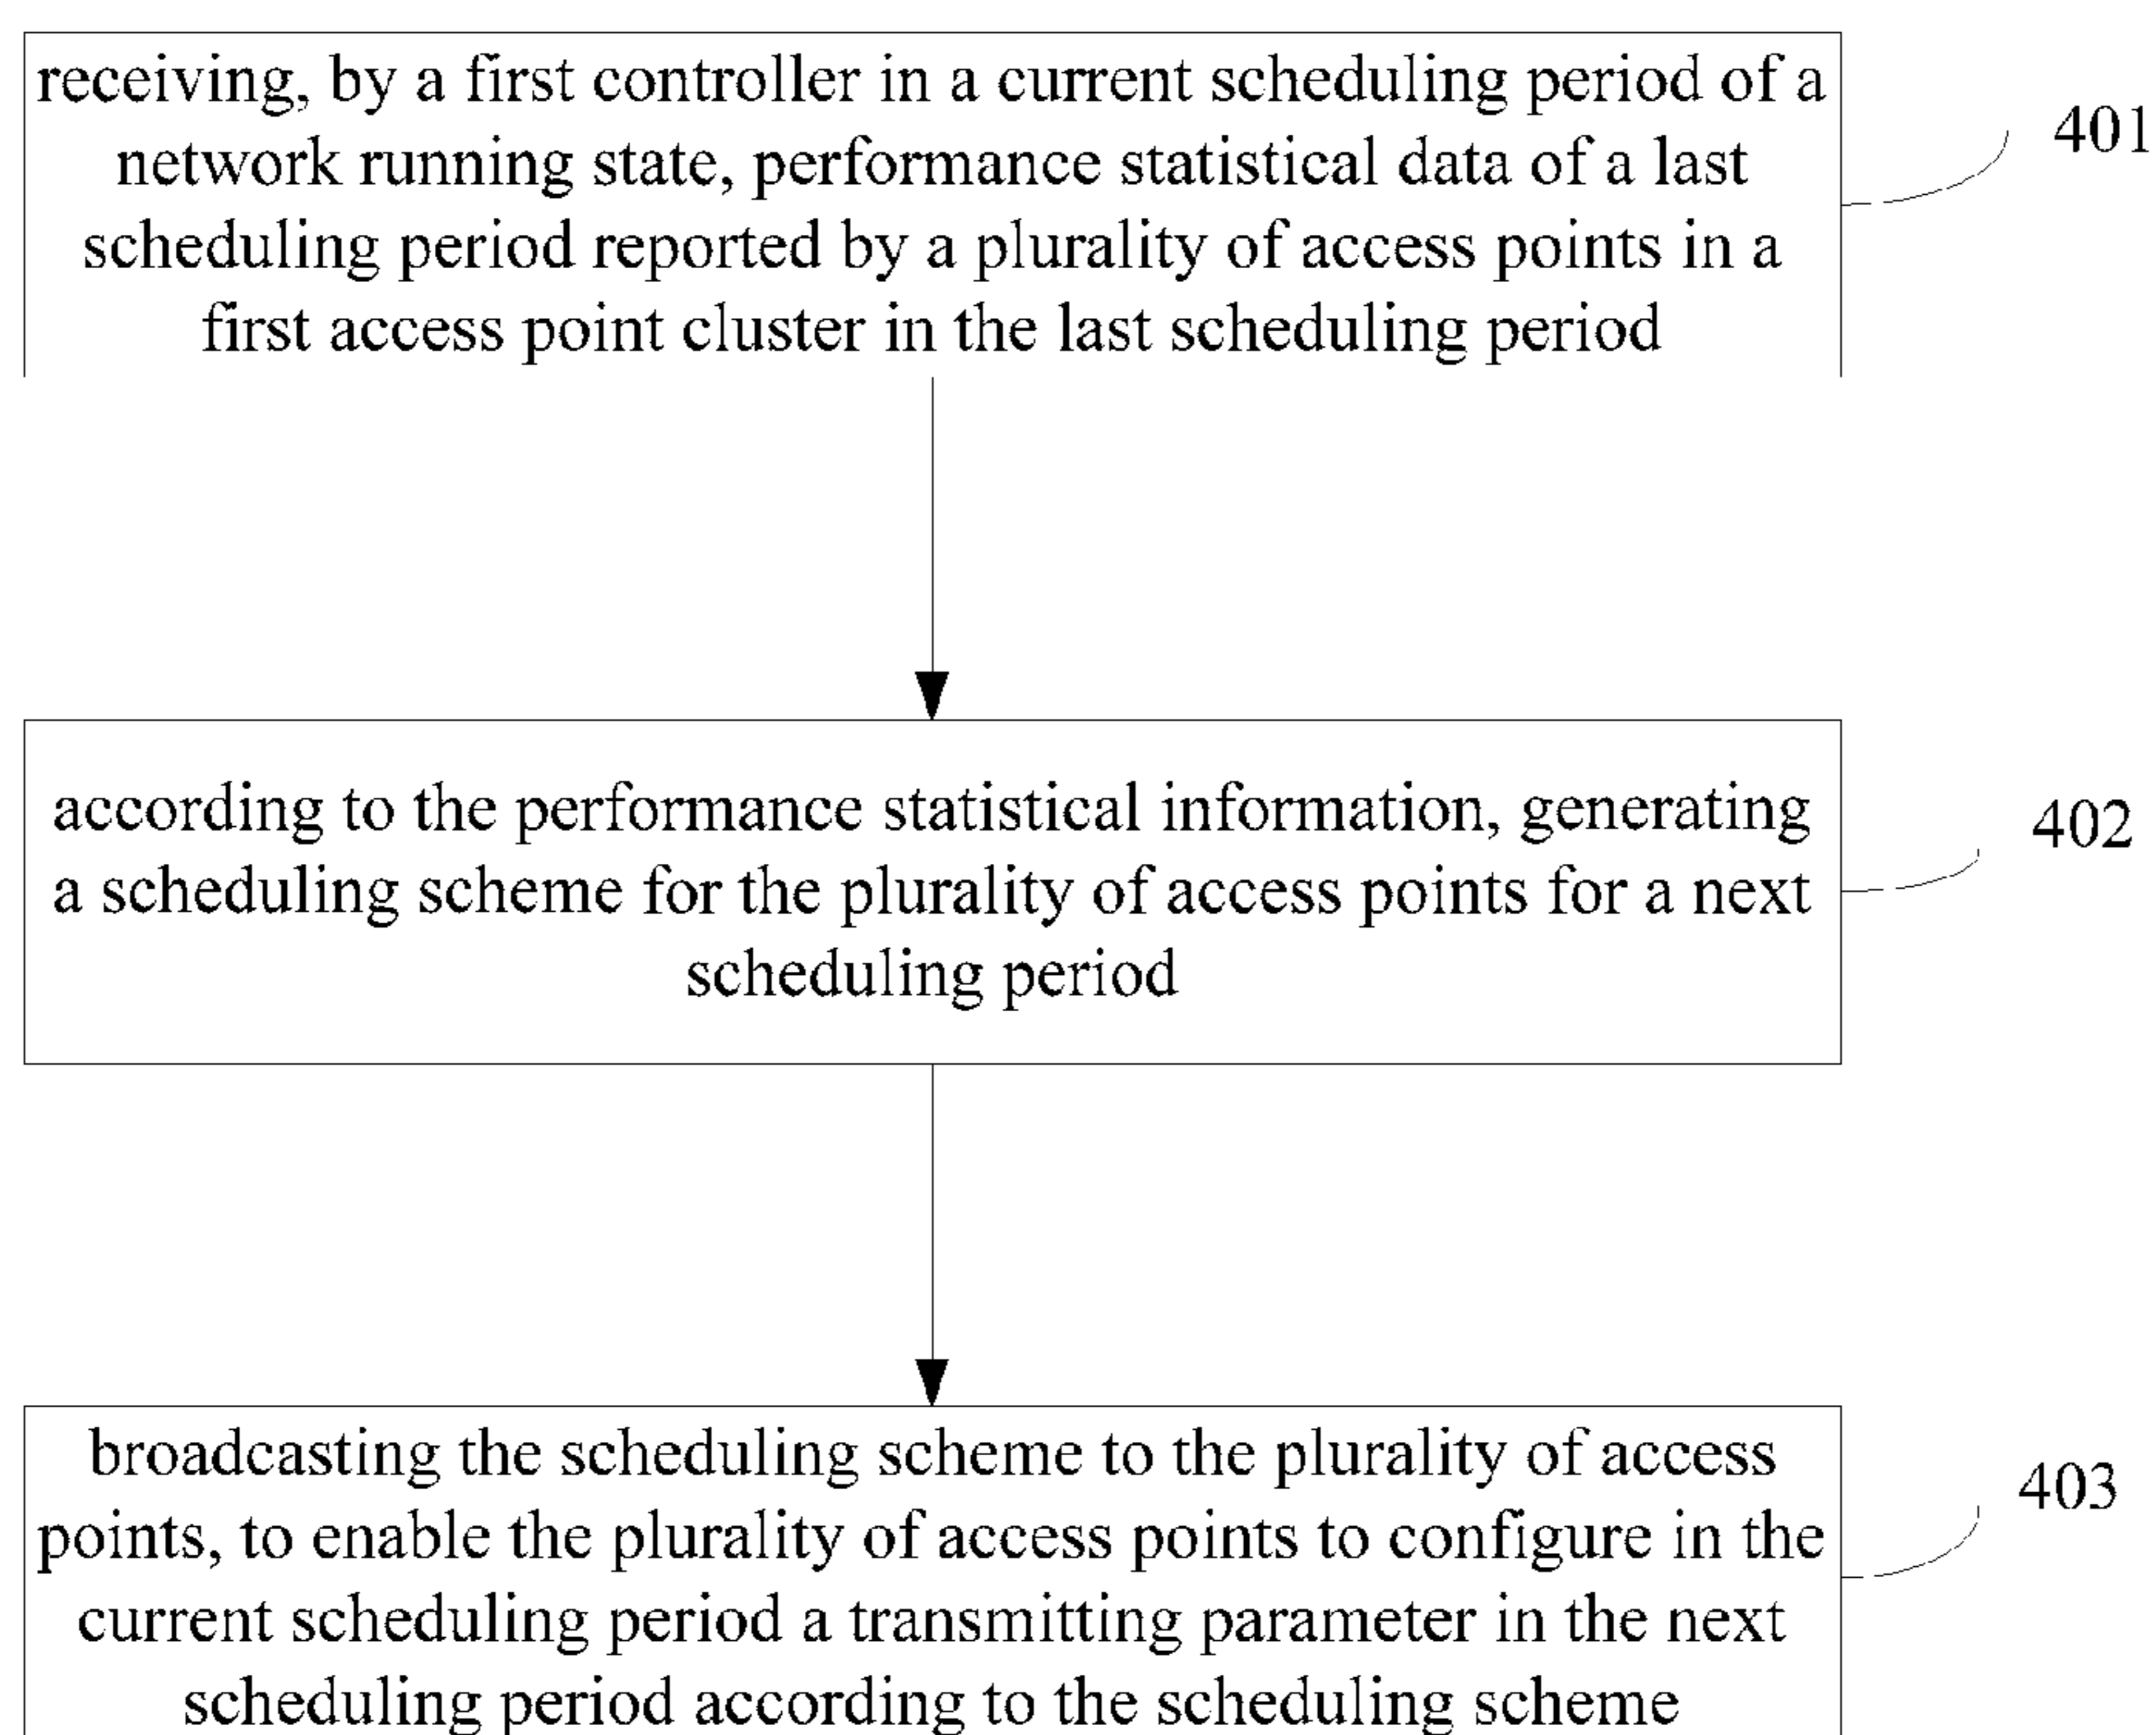 receiving, by a first controller in a current scheduling period of a
network running state, performance statistical data of a last
scheduling period reported by a plurality of access points in a
first access point cluster in the last scheduling period
401
according to the performance statistical information, generating
a scheduling scheme for the plurality of access points for a next
scheduling period
402
broadcasting the scheduling scheme to the plurality of access
points, to enable the plurality of access points to configure in the
current scheduling period a transmitting parameter in the next
scheduling period according to the scheduling scheme
403